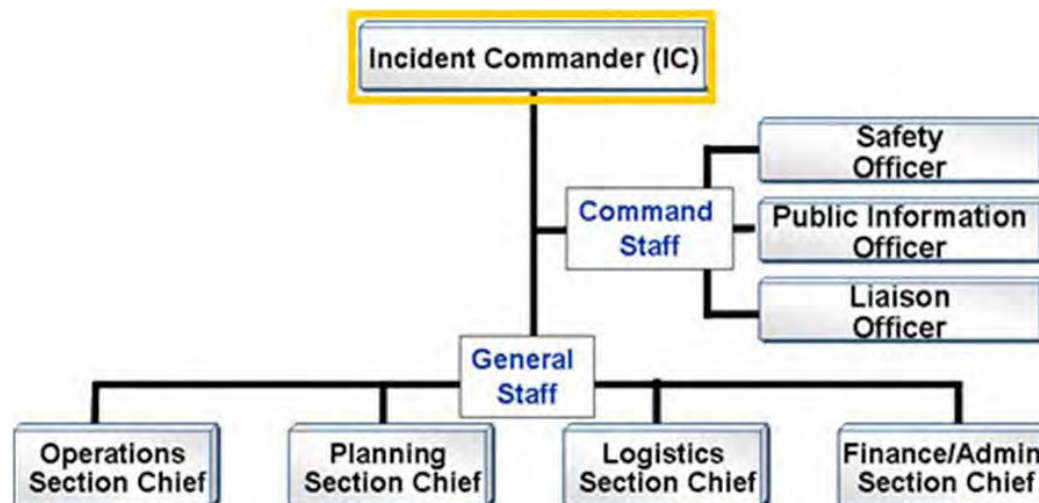 Incident Commander (IC)
Safety
Officer
Command
Staff
Public Information
Officer
Liaison
Officer
General
Staff
Operations
Section Chief
Planning
Section Chief
Logistics
Section Chief
Finance/Admin
Section Chief